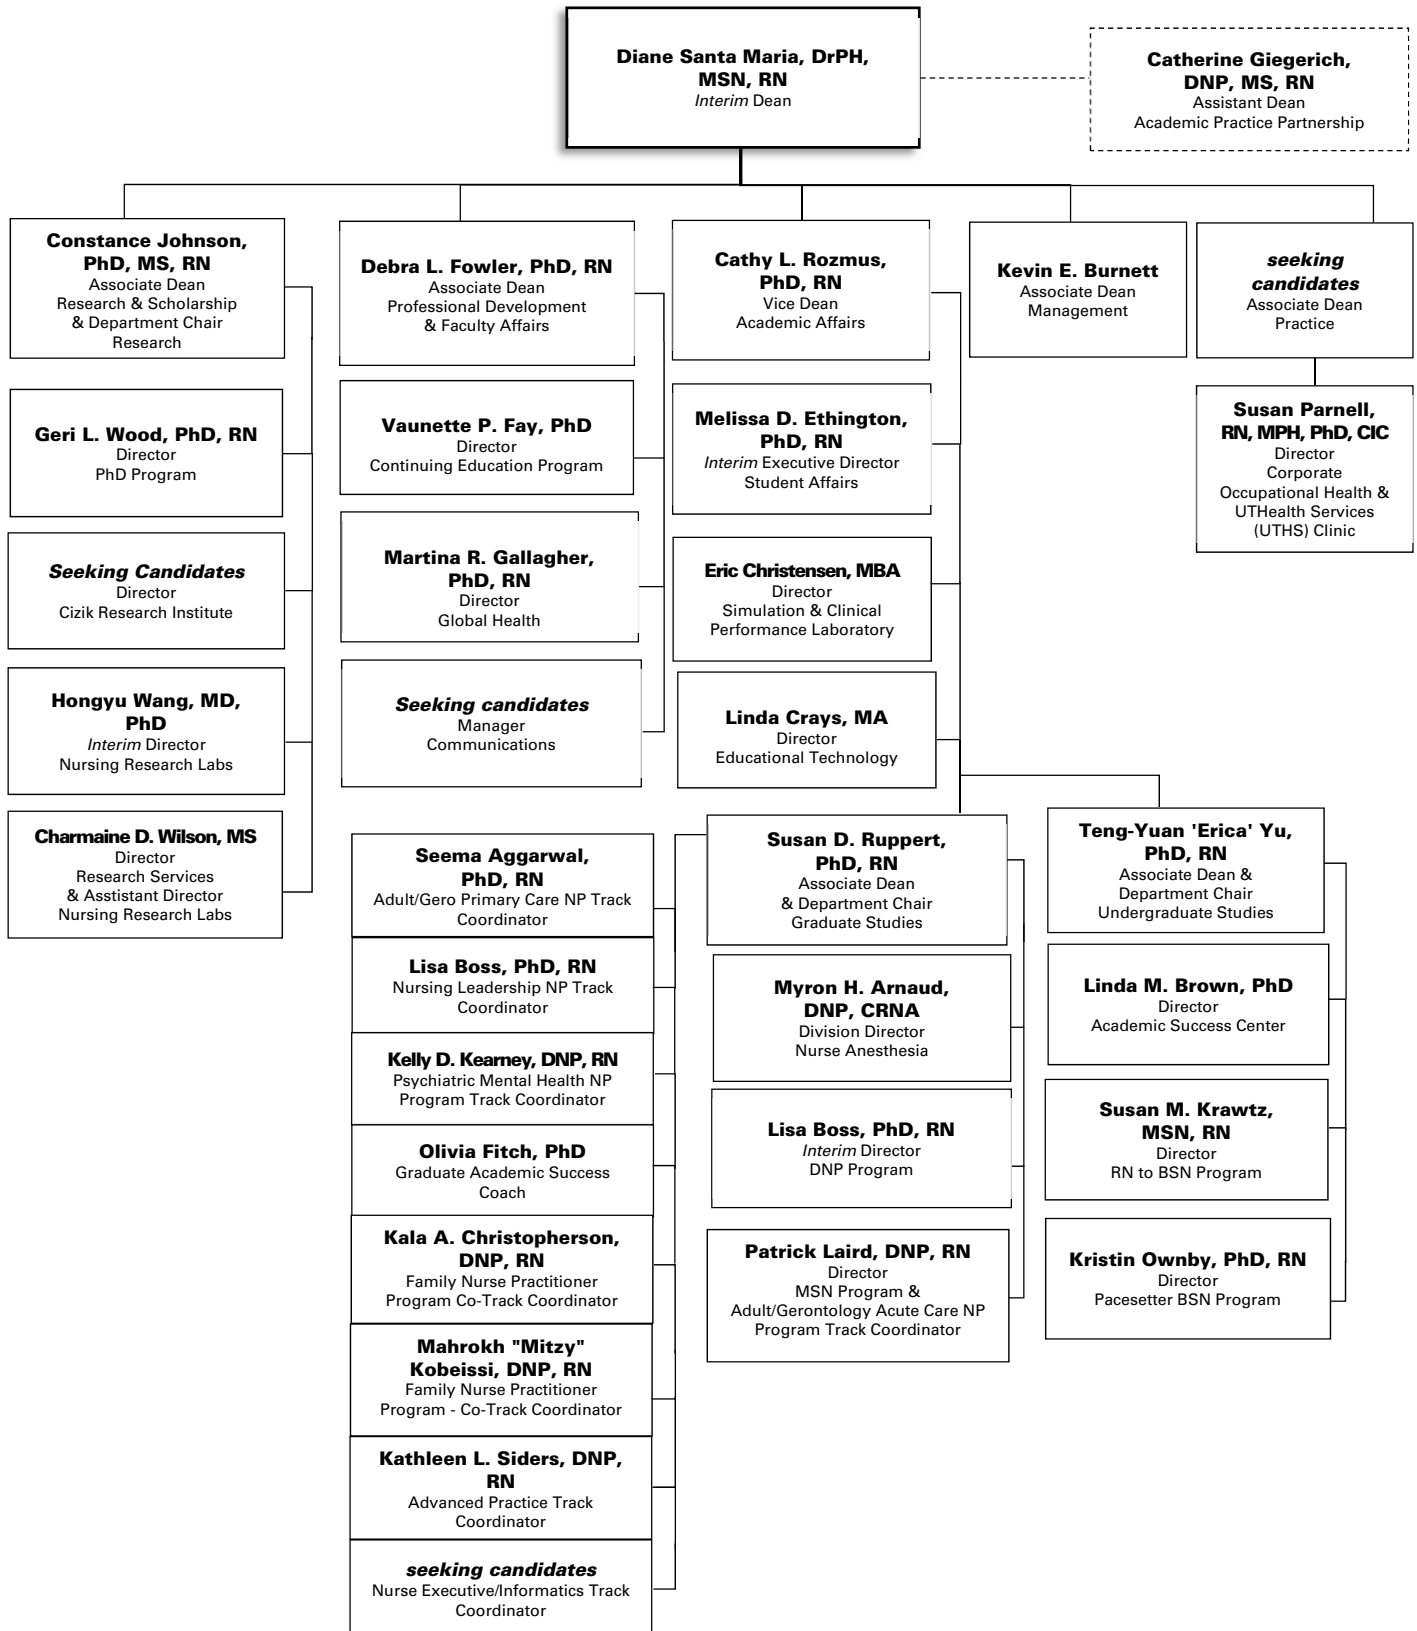 Diane Santa Maria, DrPH,
MSN, RN
Interim Dean
Catherine Giegerich,
DNP, MS, RN
Assistant Dean
Academic Practice Partnership
Constance Johnson,
PhD, MS, RN
Associate Dean
Research & Scholarship
& Department Chair
Research
Geri L. Wood, PhD, RN
Director
PhD Program
Seeking Candidates
Director
Cizik Research Institute
Hongyu Wang, MD,
PhD
Interim Director
Nursing Research Labs
Charmaine D. Wilson, MS
Director
Research Services
& Asstistant Director
Nursing Research Labs
Debra L. Fowler, PhD, RN
Associate Dean
Professional Development
& Faculty Affairs
Vaunette P. Fay, PhD
Director
Continuing Education Program
Martina R. Gallagher,
PhD, RN
Director
Global Health
Seeking candidates
Manager
Communications
Cathy L. Rozmus,
PhD, RN
Vice Dean
Academic Affairs
Melissa D. Ethington,
PhD, RN
Interim Executive Director
Student Affairs
Eric Christensen, MBA
Director
Simulation & Clinical
Performance Laboratory
Linda Crays, MA
Director
Educational Technology
Kevin E. Burnett
Associate Dean
Management
seeking
candidates
Associate Dean
Practice
Susan Parnell,
RN, MPH, PhD, CIC
Director
Corporate
Occupational Health &
UTHealth Services
(UTHS) Clinic
Seema Aggarwal,
PhD, RN
Adult/Gero Primary Care NP Track
Coordinator
Lisa Boss, PhD, RN
Nursing Leadership NP Track
Coordinator
Kelly D. Kearney, DNP, RN
Psychiatric Mental Health NP
Program Track Coordinator
Olivia Fitch, PhD
Graduate Academic Success
Coach
Kala A. Christopherson,
DNP, RN
Family Nurse Practitioner
Program Co-Track Coordinator
Mahrokh "Mitzy"
Kobeissi, DNP, RN
Family Nurse Practitioner
Program - Co-Track Coordinator
Kathleen L. Siders, DNP,
RN
Advanced Practice Track
Coordinator
seeking candidates
Nurse Executive/Informatics Track
Coordinator
Susan D. Ruppert,
PhD, RN
Associate Dean
& Department Chair
Graduate Studies
Myron H. Arnaud,
DNP, CRNA
Division Director
Nurse Anesthesia
Lisa Boss, PhD, RN
Interim Director
DNP Program
Patrick Laird, DNP, RN
Director
MSN Program &
Adult/Gerontology Acute Care NP
Program Track Coordinator
Teng-Yuan 'Erica' Yu,
PhD, RN
Associate Dean &
Department Chair
Undergraduate Studies
Linda M. Brown, PhD
Director
Academic Success Center
Susan M. Krawtz,
MSN, RN
Director
RN to BSN Program
Kristin Ownby, PhD, RN
Director
Pacesetter BSN Program